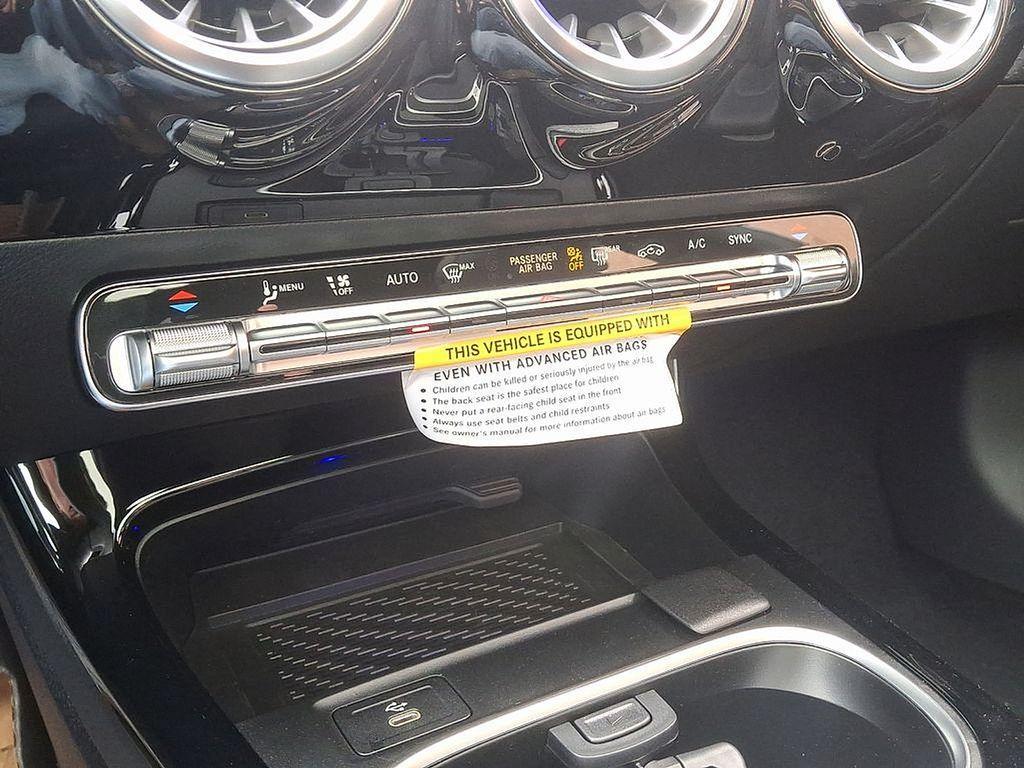 MENU
OFF
AUTO
MAX
PASSENGER
AIR BAG
OFF
REAR
A/C
SYNC
THIS VEHICLE IS EQUIPPED WITH
EVEN WITH ADVANCED AIR BAGS
• Children can be killed or seriously injured by the air bag
• The back seat is the safest place for children
• Never put a rear-facing child seat in the front
• Always use seat belts and child restraints
• See owner's manual for more information about air bags